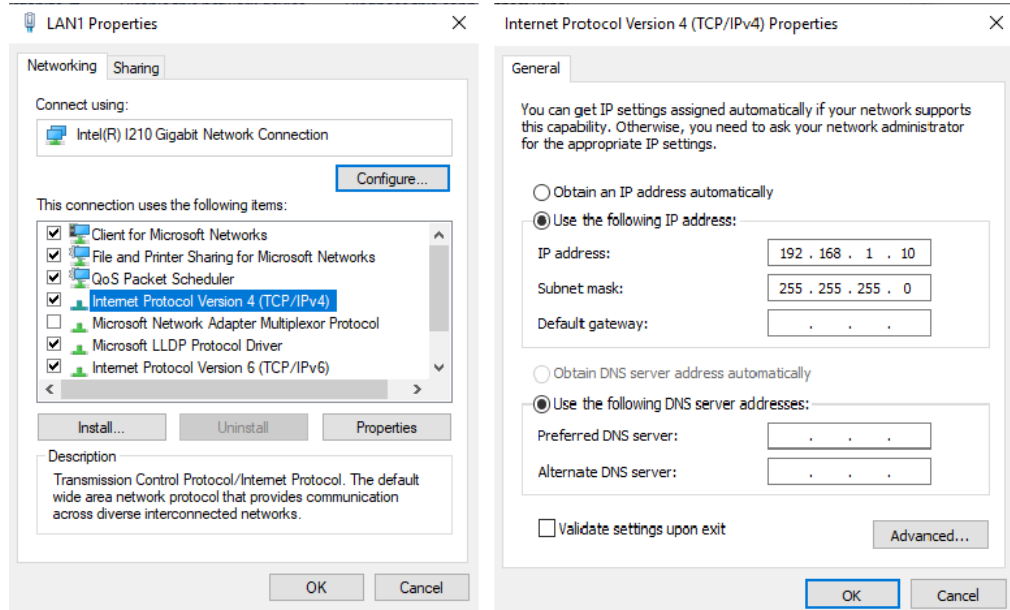 LAN1 Properties
Networking
Sharing
Connect using:
Intel(R) I210 Gigabit Network Connection
Configure...
This connection uses the following items:
Client for Microsoft Networks
File and Printer Sharing for Microsoft Networks
QoS Packet Scheduler
Internet Protocol Version 4 (TCP/IPv4)
Microsoft Network Adapter Multiplexor Protocol
Microsoft LLDP Protocol Driver
Internet Protocol Version 6 (TCP/IPv6)
Install...
Uninstall
Properties
Description
Transmission Control Protocol/Internet Protocol. The default
wide area network protocol that provides communication
across diverse interconnected networks.
OK
Cancel
Internet Protocol Version 4 (TCP/IPv4) Properties
General
You can get IP settings assigned automatically if your network supports
this capability. Otherwise, you need to ask your network administrator
for the appropriate IP settings.
Obtain an IP address automatically
Use the following IP address:
IP address:
192 . 168 . 1 . 10
Subnet mask:
255 . 255 . 255 . 0
Default gateway:
. . .
Obtain DNS server address automatically
Use the following DNS server addresses:
Preferred DNS server:
. . .
Alternate DNS server:
. . .
Validate settings upon exit
Advanced...
OK
Cancel